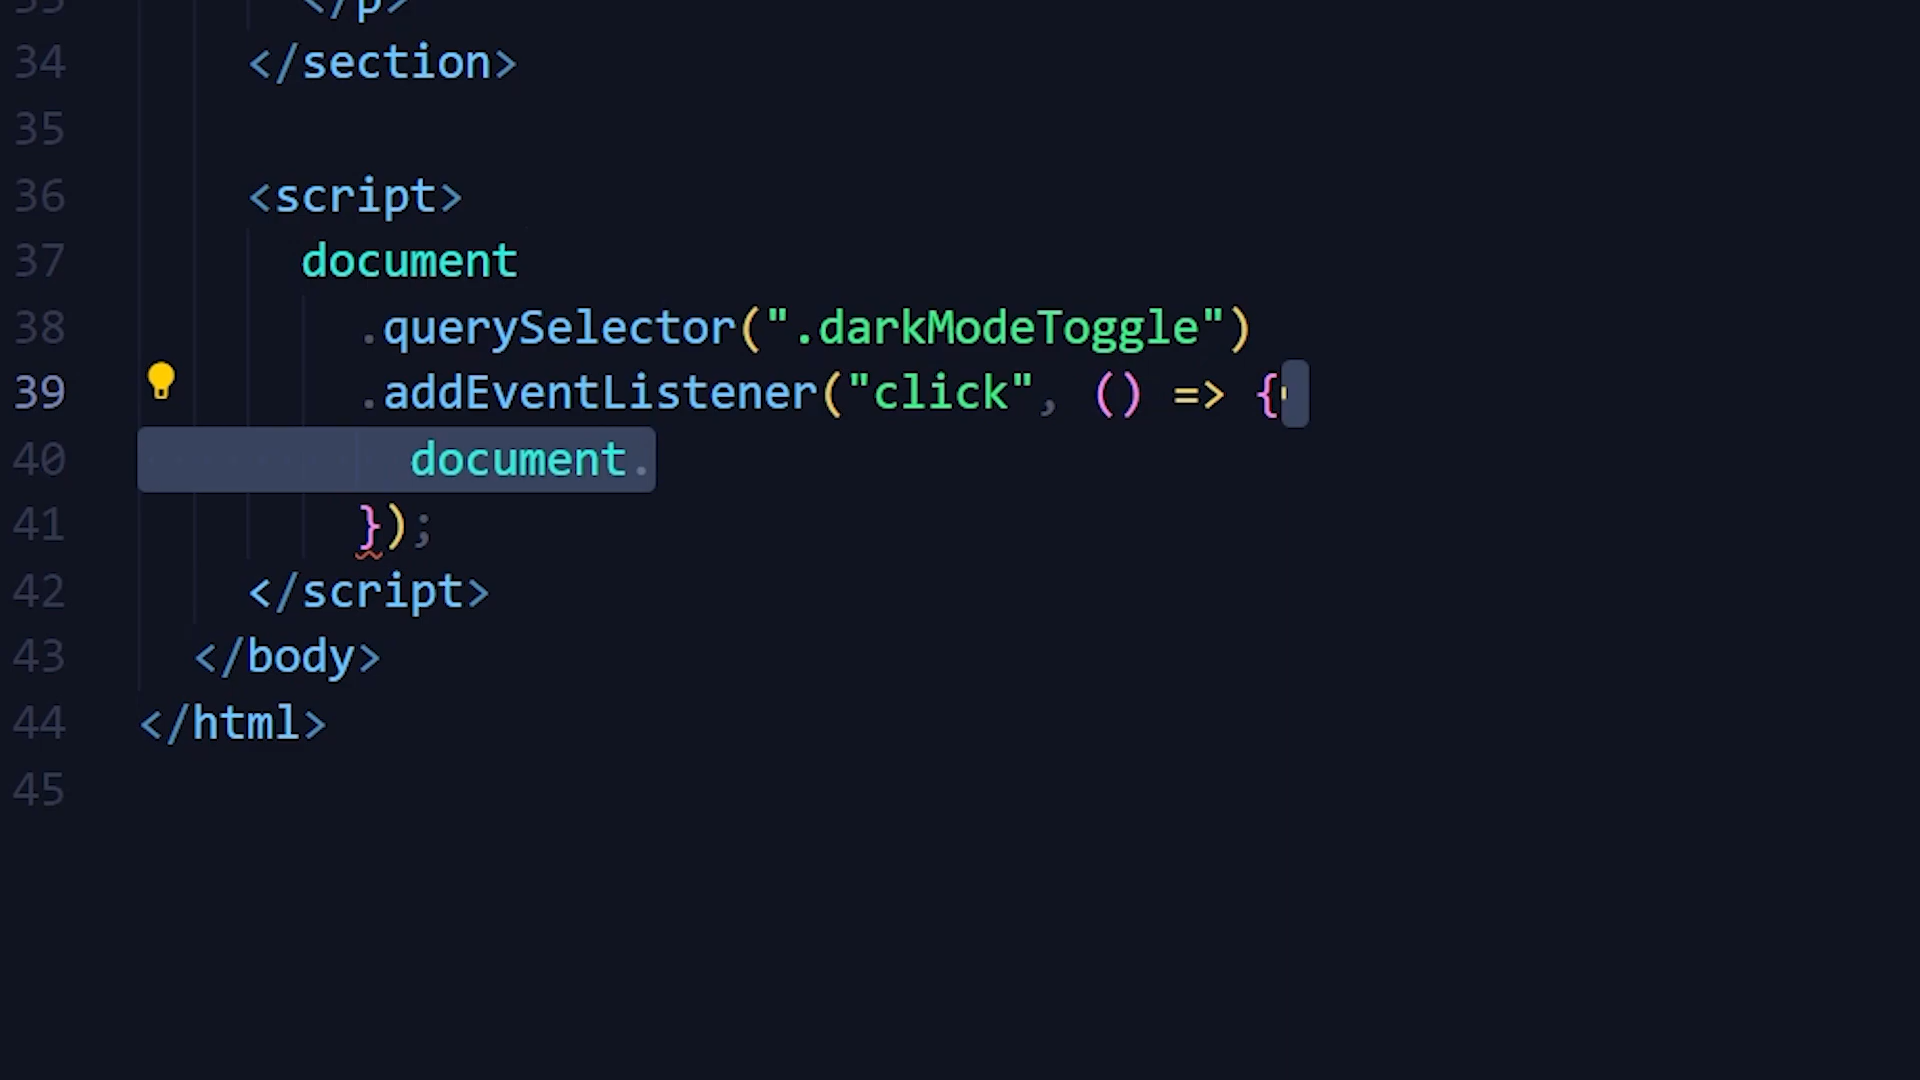 33 </p>
34 </section>
35
36 <script>
37 document
38 .querySelector(".darkModeToggle")
39 .addEventListener("click", () => {
40 document.
41 });
42 </script>
43 </body>
44 </html>
45